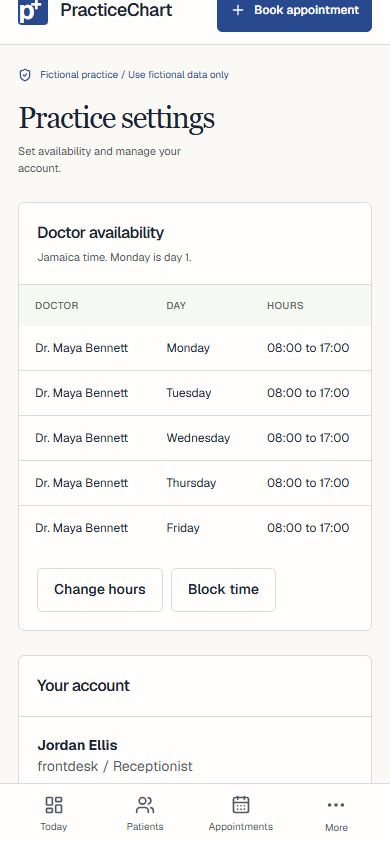 p+ PracticeChart
+ Book appointment
Fictional practice / Use fictional data only
Practice settings
Set availability and manage your
account.
Doctor availability
Jamaica time. Monday is day 1.
DOCTOR DAY HOURS
Dr. Maya Bennett Monday 08:00 to 17:00
Dr. Maya Bennett Tuesday 08:00 to 17:00
Dr. Maya Bennett Wednesday 08:00 to 17:00
Dr. Maya Bennett Thursday 08:00 to 17:00
Dr. Maya Bennett Friday 08:00 to 17:00
Change hours Block time
Your account
Jordan Ellis
frontdesk / Receptionist
Today Patients Appointments More